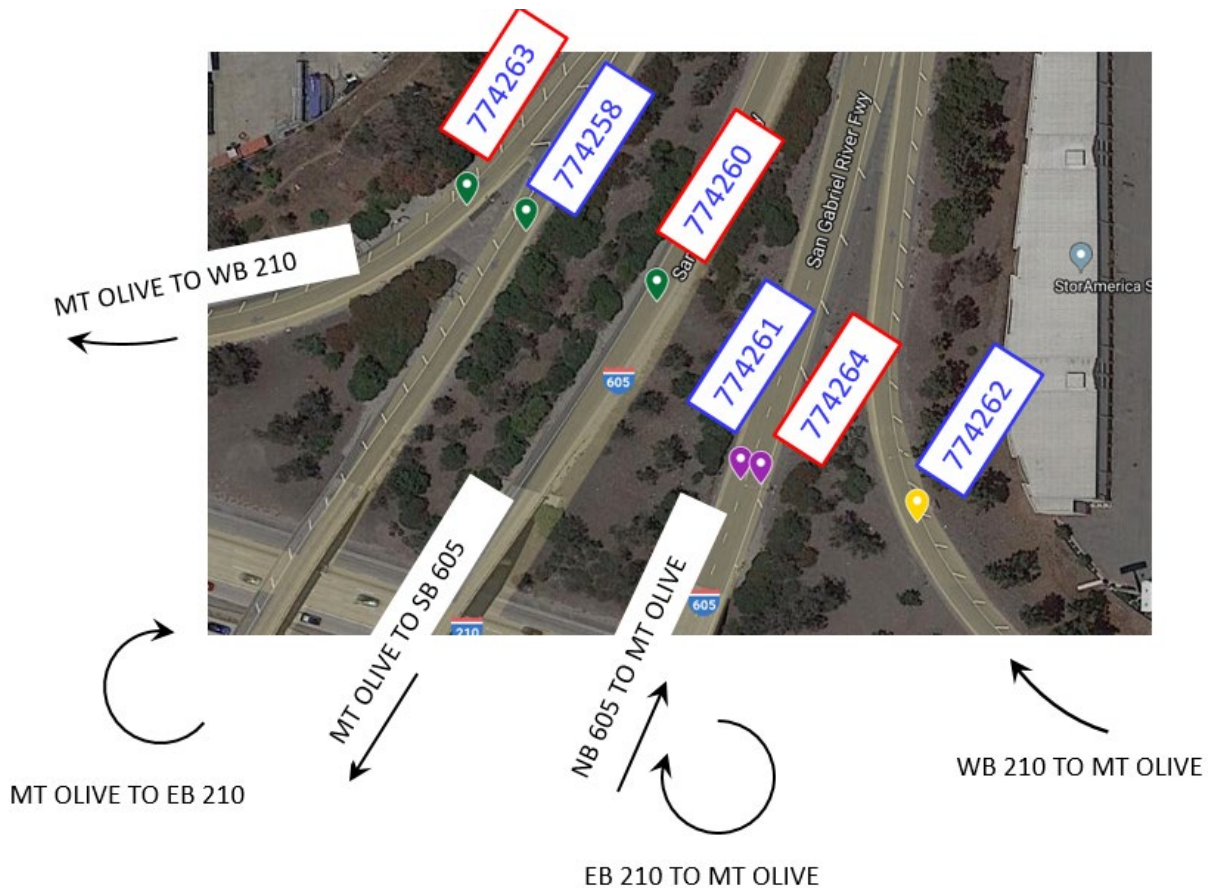 774263
774258
774260
San Gabriel River Fwy
774261
774264
774262
StorAmerica S
MT OLIVE TO WB 210
605
MT OLIVE TO SB 605
605
210
NB 605 TO MT OLIVE
WB 210 TO MT OLIVE
MT OLIVE TO EB 210
EB 210 TO MT OLIVE